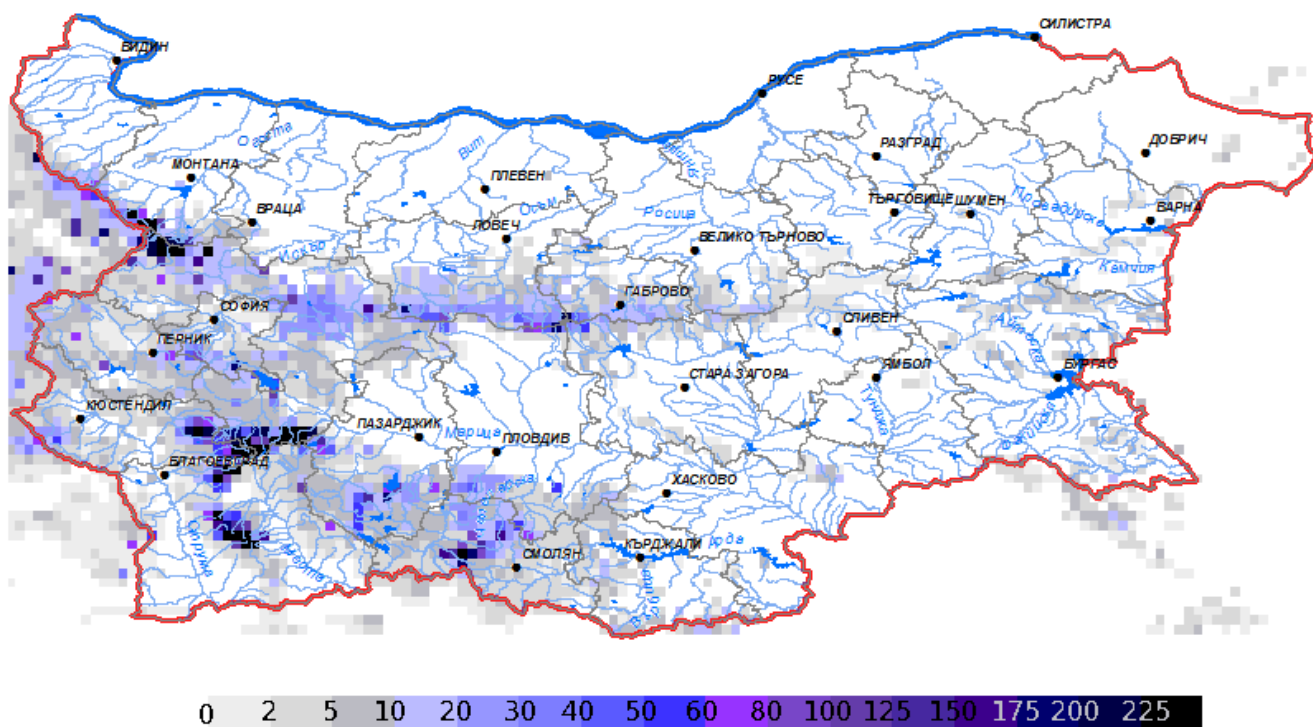 СИЛИСТРА
ВИДИН
РУСЕ
Огоста
Вит
РАЗГРАД
ДОБРИЧ
МОНТАНА
ПЛЕВЕН
ВРАЦА
Осъм
Росица
ТЪРГОВИЩЕ
ШУМЕН
ВАРНА
ЛОВЕЧ
Искър
ВЕЛИКО ТЪРНОВО
Камчия
ГАБРОВО
СОФИЯ
СЛИВЕН
ПЕРНИК
СТАРА ЗАГОРА
ЯМБОЛ
БУРГАС
КЮСТЕНДИЛ
ПАЗАРДЖИК
Марица
ПЛОВДИВ
Тунджа
БЛАГОЕВГРАД
ХАСКОВО
Струма
Места
СМОЛЯН
КЪРДЖАЛИ
0 2 5 10 20 30 40 50 60 80 100 125 150 175 200 225